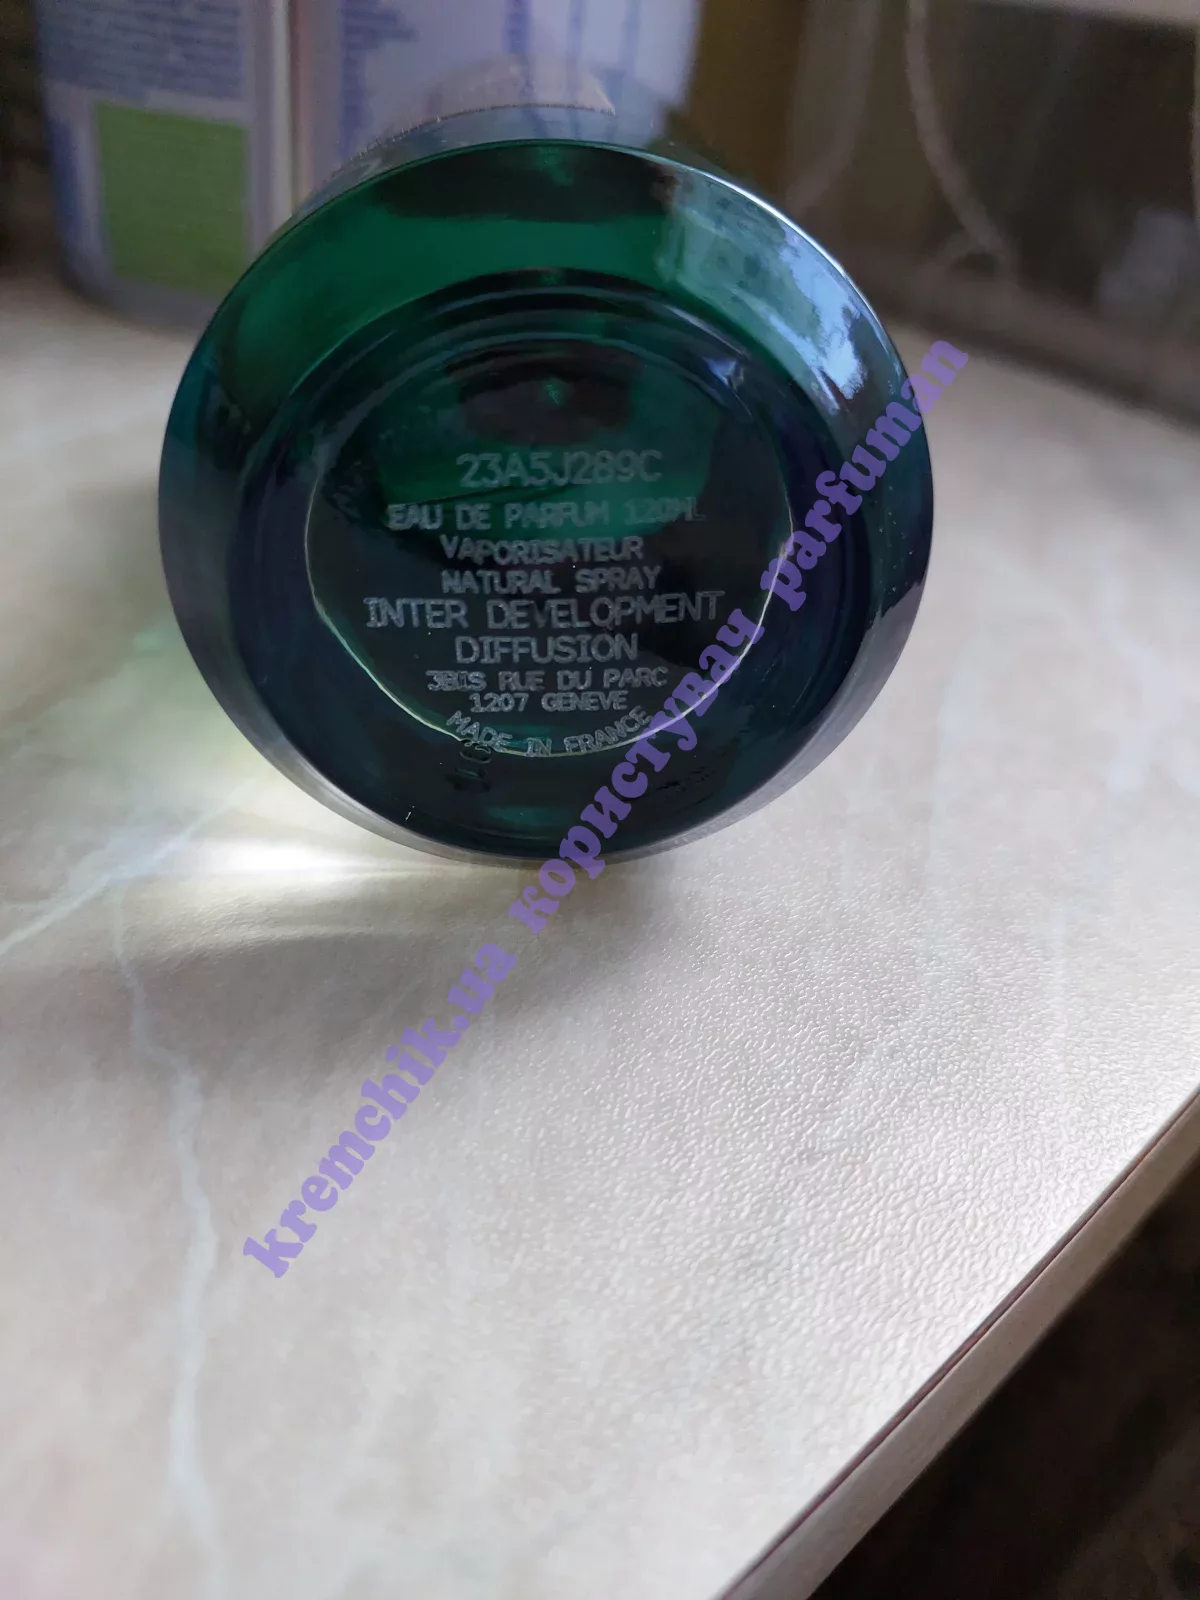 23A5J289C
EAU DE PARFUM 120ML
VAPORISATEUR
NATURAL SPRAY
INTER DEVELOPMENT
DIFFUSION
3BIS RUE DU PARC
1207 GENEVE
MADE IN FRANCE
kremchik.ua користувач parfuman